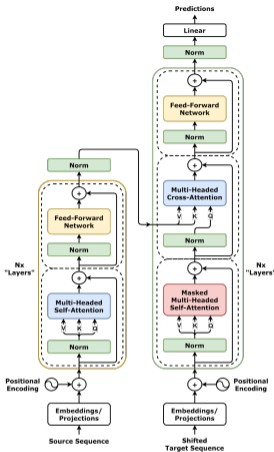 Predictions
Linear
Norm
Feed-Forward
Network
Norm
Multi-Headed
Cross-Attention
V K Q
Norm
Masked
Multi-Headed
Self-Attention
V K Q
Norm
Nx
"Layers"
Positional
Encoding
Embeddings/
Projections
Shifted
Target Sequence
Norm
Feed-Forward
Network
Norm
Multi-Headed
Self-Attention
V K Q
Norm
Nx
"Layers"
Positional
Encoding
Embeddings/
Projections
Source Sequence